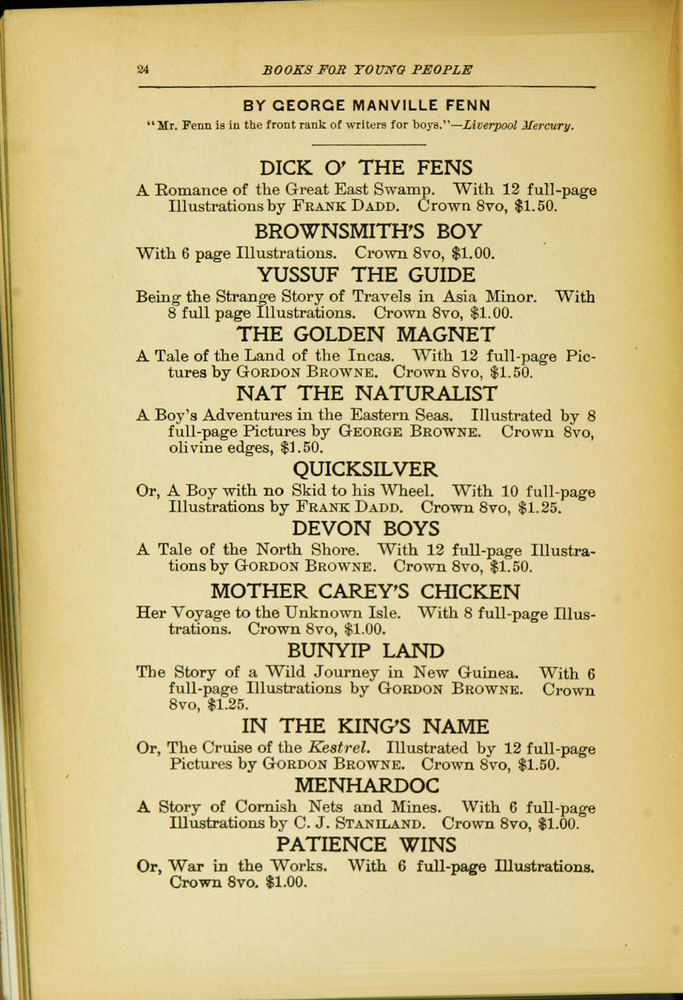 24 BOOKS FOR YOUNG PEOPLE
BY GEORGE MANVILLE FENN
"Mr. Fenn is in the front rank of writers for boys."—Liverpool Mercury.
DICK O' THE FENS
A Romance of the Great East Swamp. With 12 full-page
Illustrations by FRANK DADD. Crown 8vo, $1.50.
BROWNSMITH'S BOY
With 6 page Illustrations. Crown 8vo, $1.00.
YUSSUF THE GUIDE
Being the Strange Story of Travels in Asia Minor. With
8 full page Illustrations. Crown 8vo, $1.00.
THE GOLDEN MAGNET
A Tale of the Land of the Incas. With 12 full-page Pic-
tures by GORDON BROWNE. Crown 8vo, $1.50.
NAT THE NATURALIST
A Boy's Adventures in the Eastern Seas. Illustrated by 8
full-page Pictures by GEORGE BROWNE. Crown 8vo,
olivine edges, $1.50.
QUICKSILVER
Or, A Boy with no Skid to his Wheel. With 10 full-page
Illustrations by FRANK DADD. Crown 8vo, $1.25.
DEVON BOYS
A Tale of the North Shore. With 12 full-page Illustra-
tions by GORDON BROWNE. Crown 8vo, $1.50.
MOTHER CAREY'S CHICKEN
Her Voyage to the Unknown Isle. With 8 full-page Illus-
trations. Crown 8vo, $1.00.
BUNYIP LAND
The Story of a Wild Journey in New Guinea. With 6
full-page Illustrations by GORDON BROWNE. Crown
8vo, $1.25.
IN THE KING'S NAME
Or, The Cruise of the Kestrel. Illustrated by 12 full-page
Pictures by GORDON BROWNE. Crown 8vo, $1.50.
MENHARDOC
A Story of Cornish Nets and Mines. With 6 full-page
Illustrations by C. J. STANILAND. Crown 8vo, $1.00.
PATIENCE WINS
Or, War in the Works. With 6 full-page Illustrations.
Crown 8vo. $1.00.